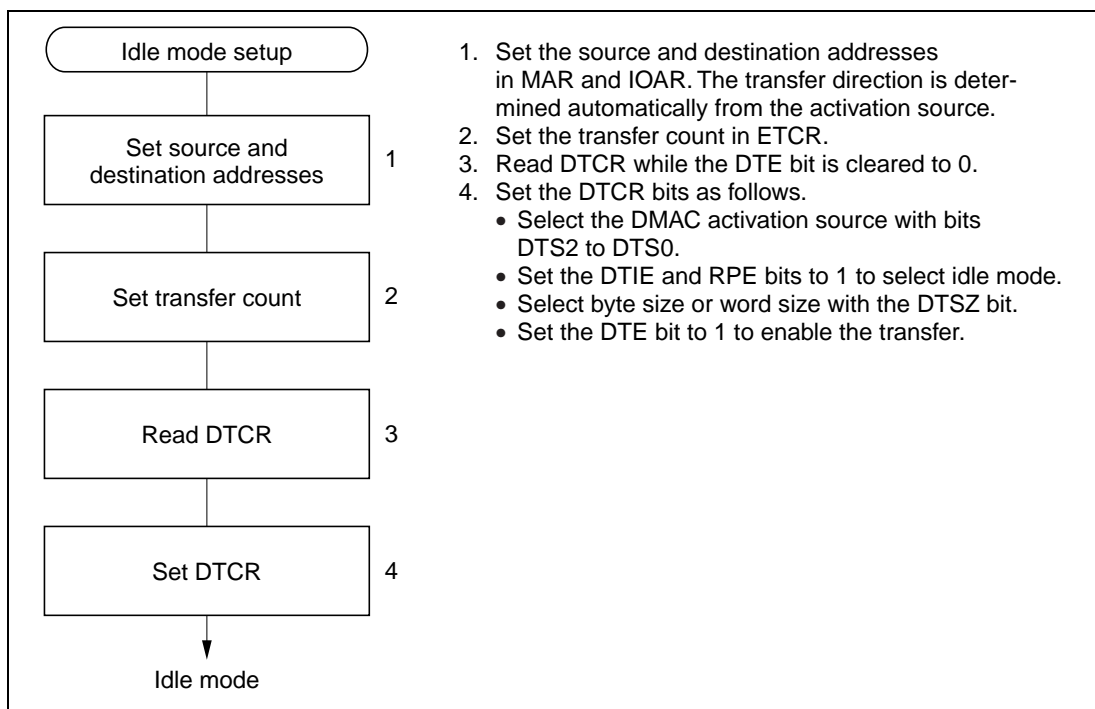 Idle mode setup
Set source and
destination addresses
1
Set transfer count
2
Read DTCR
3
Set DTCR
4
Idle mode
1. Set the source and destination addresses
in MAR and IOAR. The transfer direction is deter-
mined automatically from the activation source.
2. Set the transfer count in ETCR.
3. Read DTCR while the DTE bit is cleared to 0.
4. Set the DTCR bits as follows.
• Select the DMAC activation source with bits
DTS2 to DTS0.
• Set the DTIE and RPE bits to 1 to select idle mode.
• Select byte size or word size with the DTSZ bit.
• Set the DTE bit to 1 to enable the transfer.